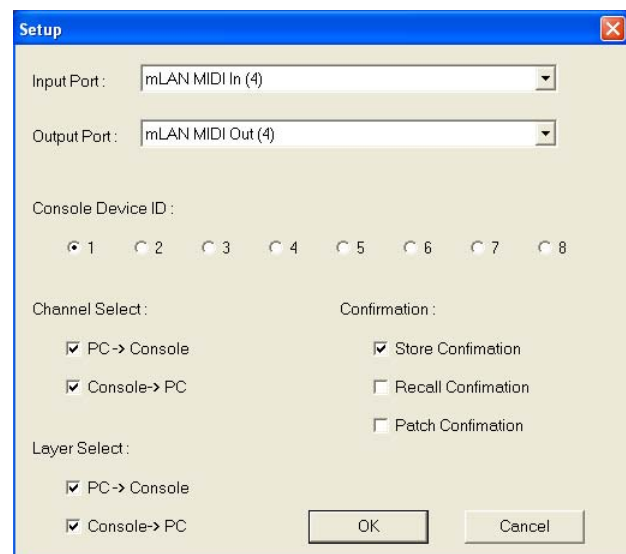 Setup
Input Port :
mLAN MIDI In (4)
Output Port :
mLAN MIDI Out (4)
Console Device ID :
1 2 3 4 5 6 7 8
Channel Select :
PC-> Console
Console-> PC
Confirmation :
Store Confimation
Recall Confimation
Patch Confimation
Layer Select :
PC-> Console
Console-> PC
OK
Cancel